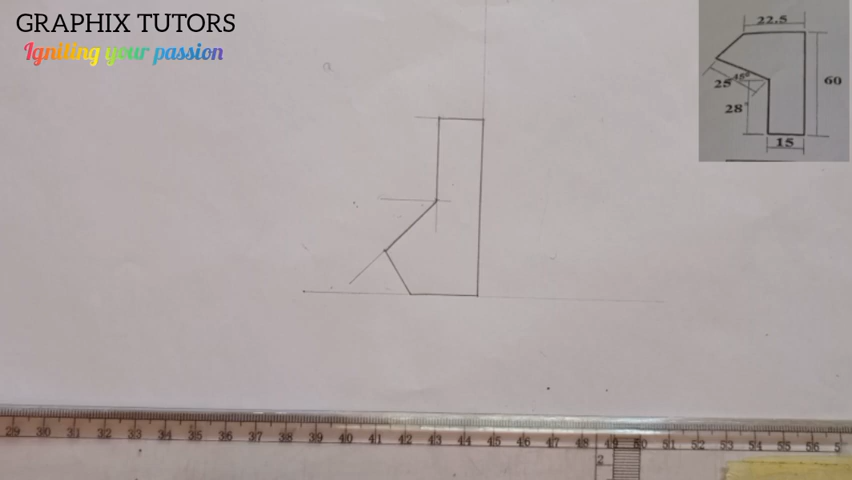 GRAPHIX TUTORS
Igniting your passion
a
22.5
60
25
45°
28
15
29 30 31 32 33 34 35 36 37 38 39 40 41 42 43 44 45 46 47 48 49 50 51 52 53 54 55 56 5
2